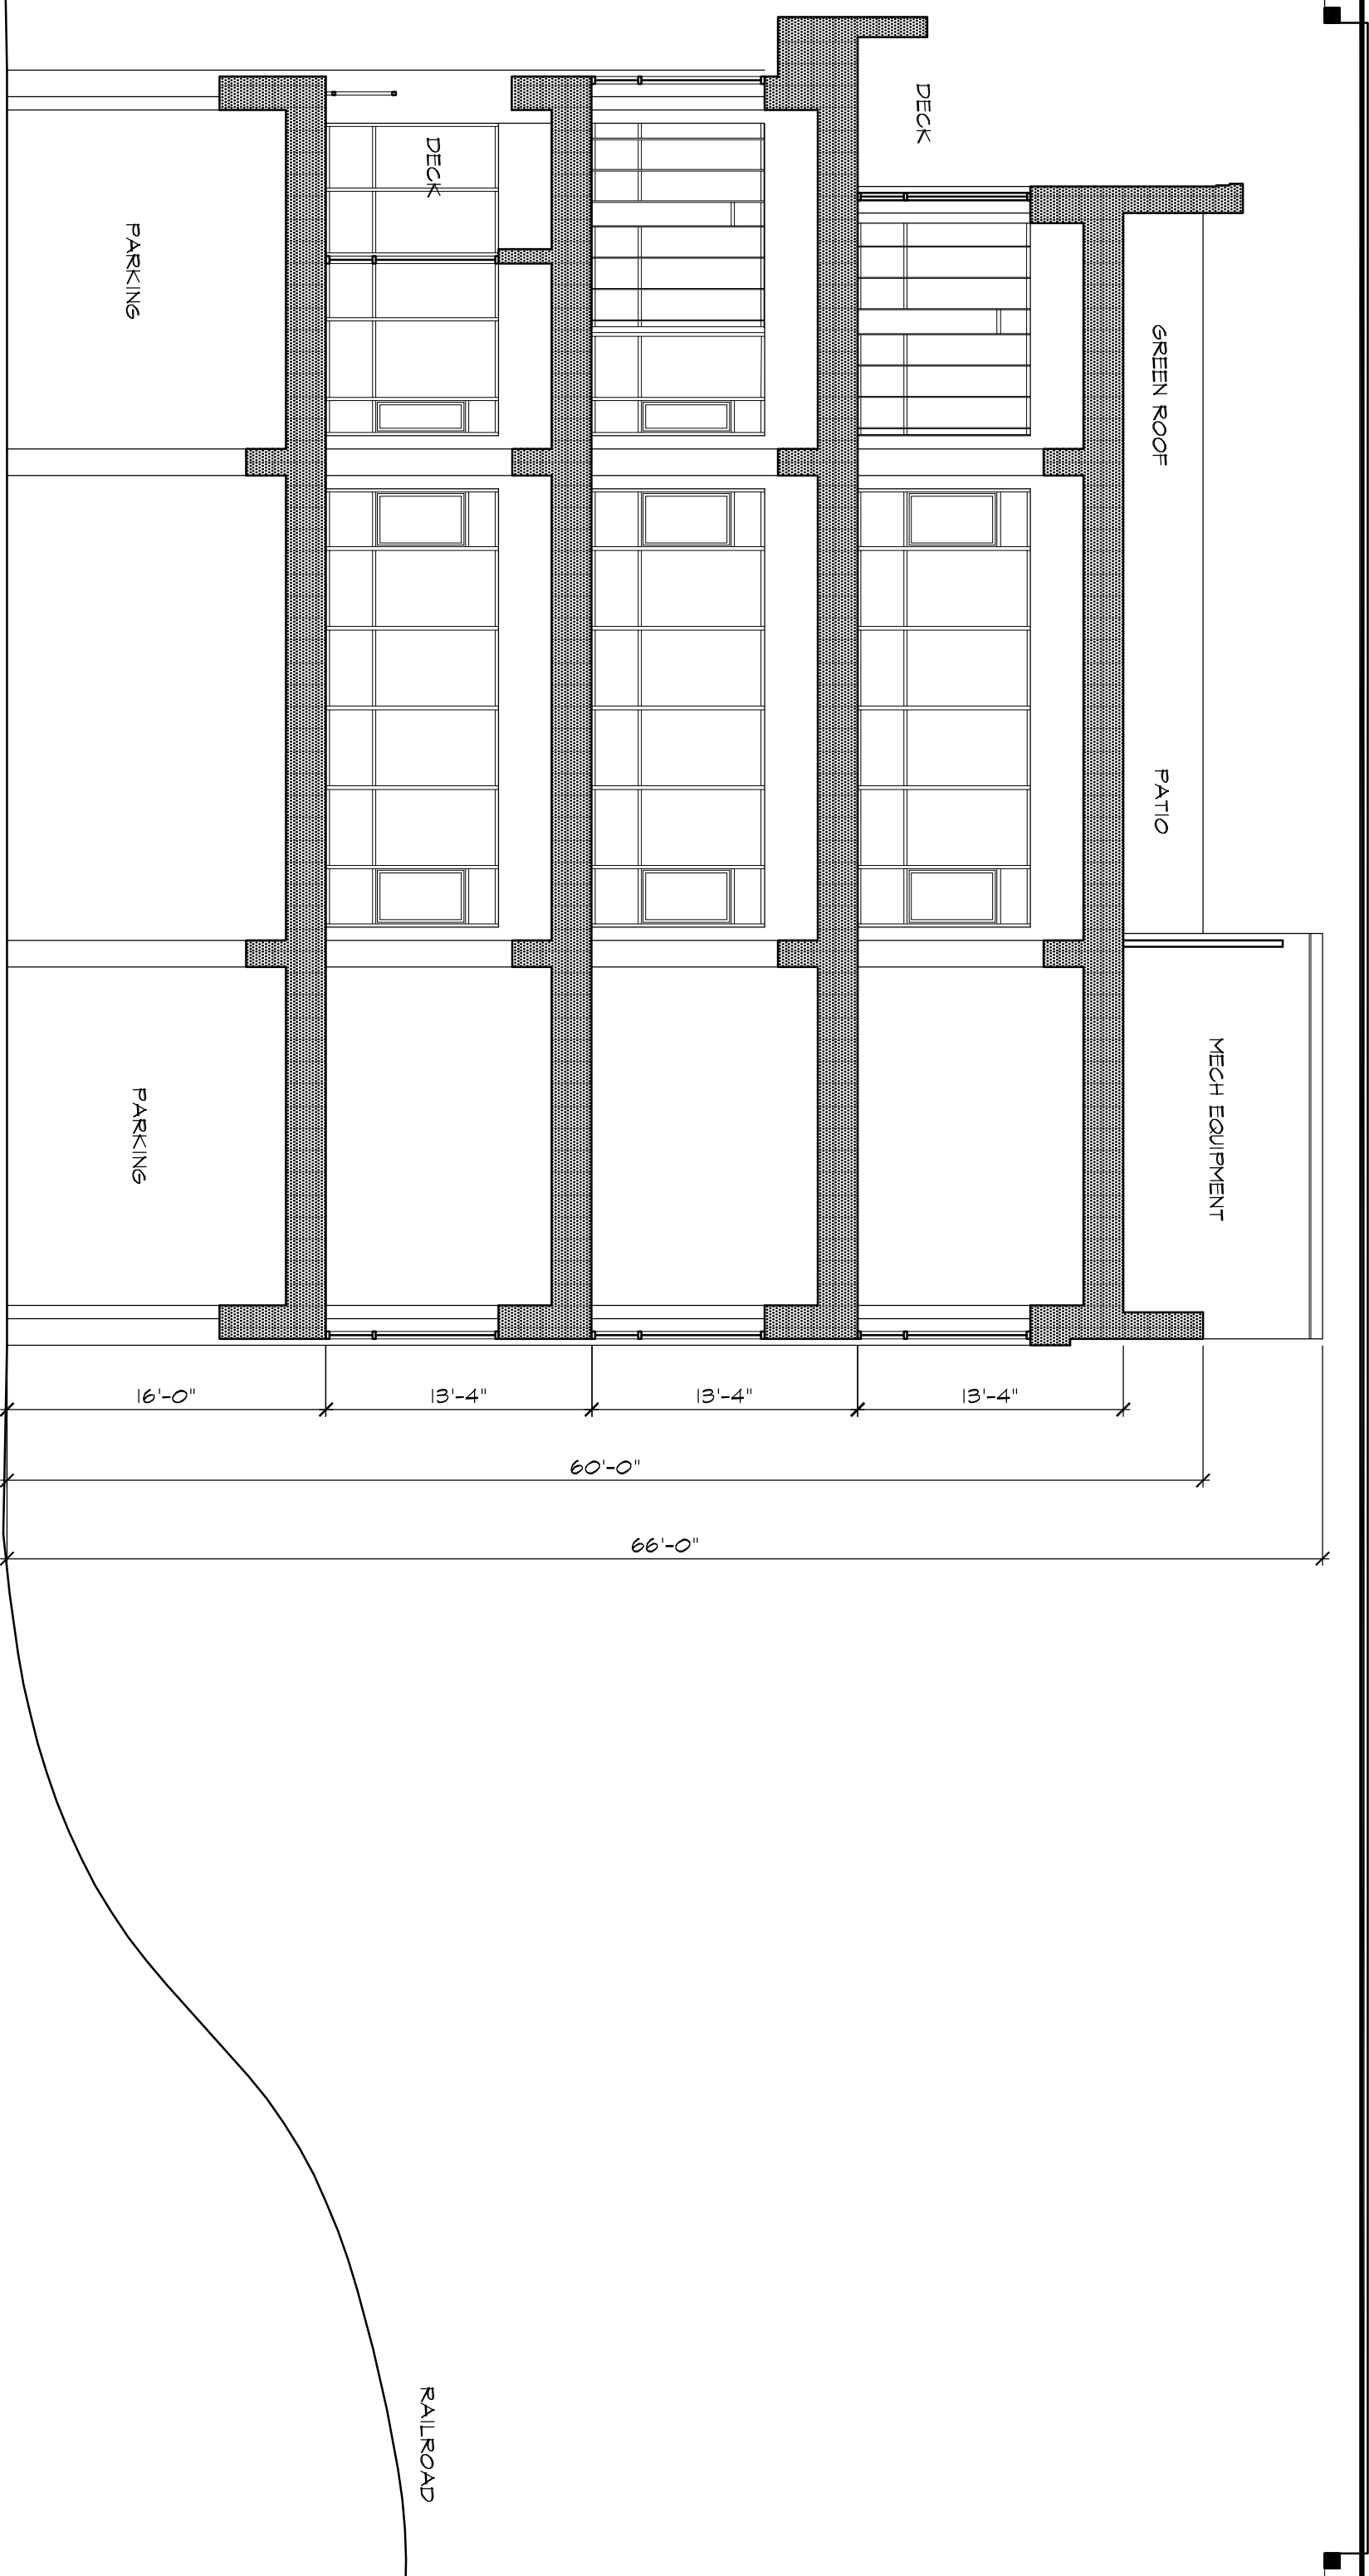 DECK
DECK
PARKING
GREEN ROOF
PATIO
MECH EQUIPMENT
PARKING
16'-0"
13'-4"
13'-4"
13'-4"
60'-0"
66'-0"
RAILROAD